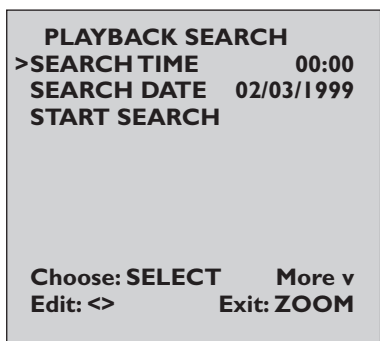 PLAYBACK SEARCH
>SEARCH TIME 00:00
SEARCH DATE 02/03/1999
START SEARCH
Choose: SELECT More v
Edit: <> Exit: ZOOM